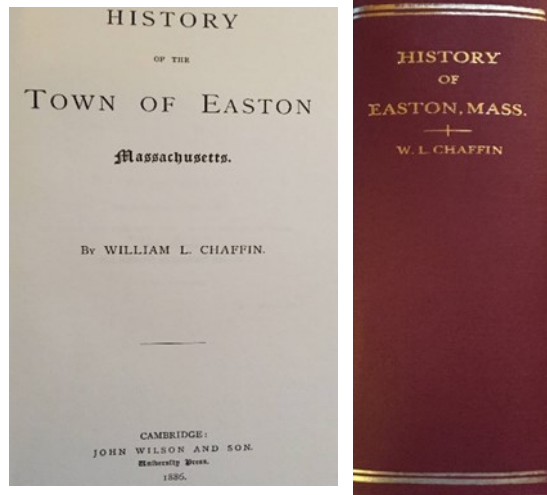 HISTORY
OF THE
TOWN OF EASTON
Massachusetts.
BY WILLIAM L. CHAFFIN.
CAMBRIDGE:
JOHN WILSON AND SON.
University Press.
1886.
HISTORY
OF
EASTON, MASS.
W. L. CHAFFIN